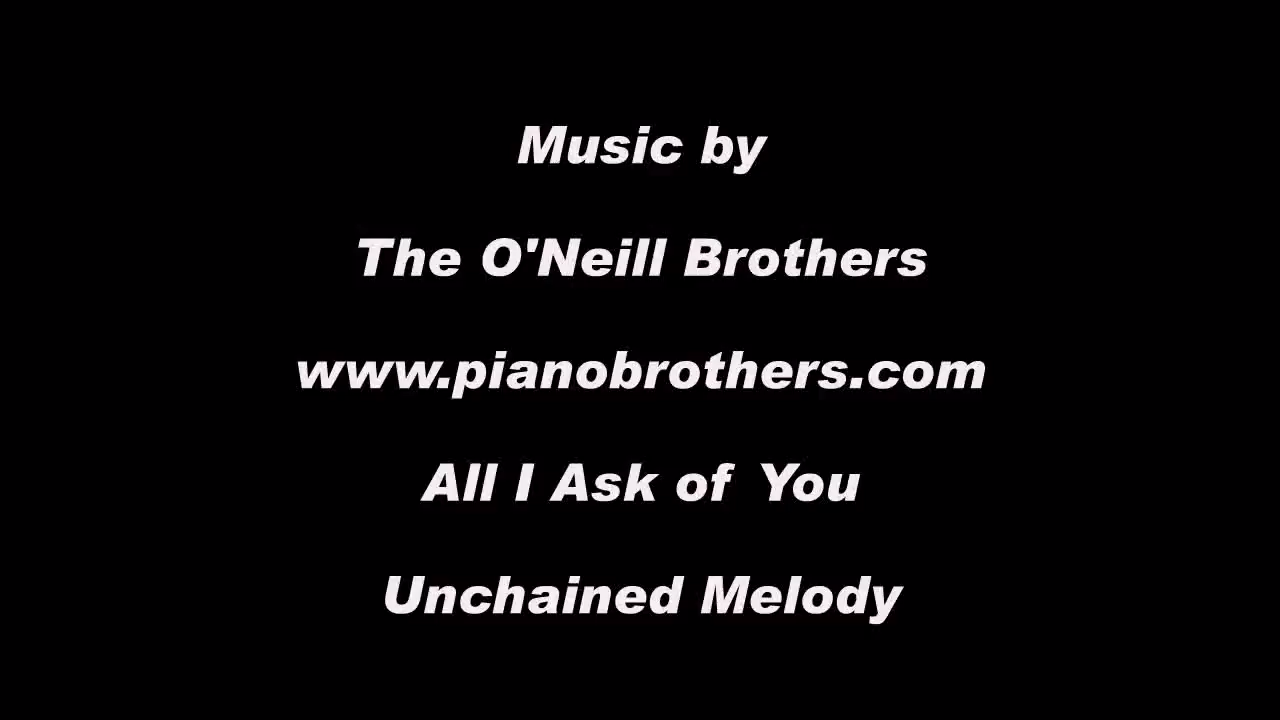 Music by
The O'Neill Brothers
www.pianobrothers.com
All I Ask of You
Unchained Melody